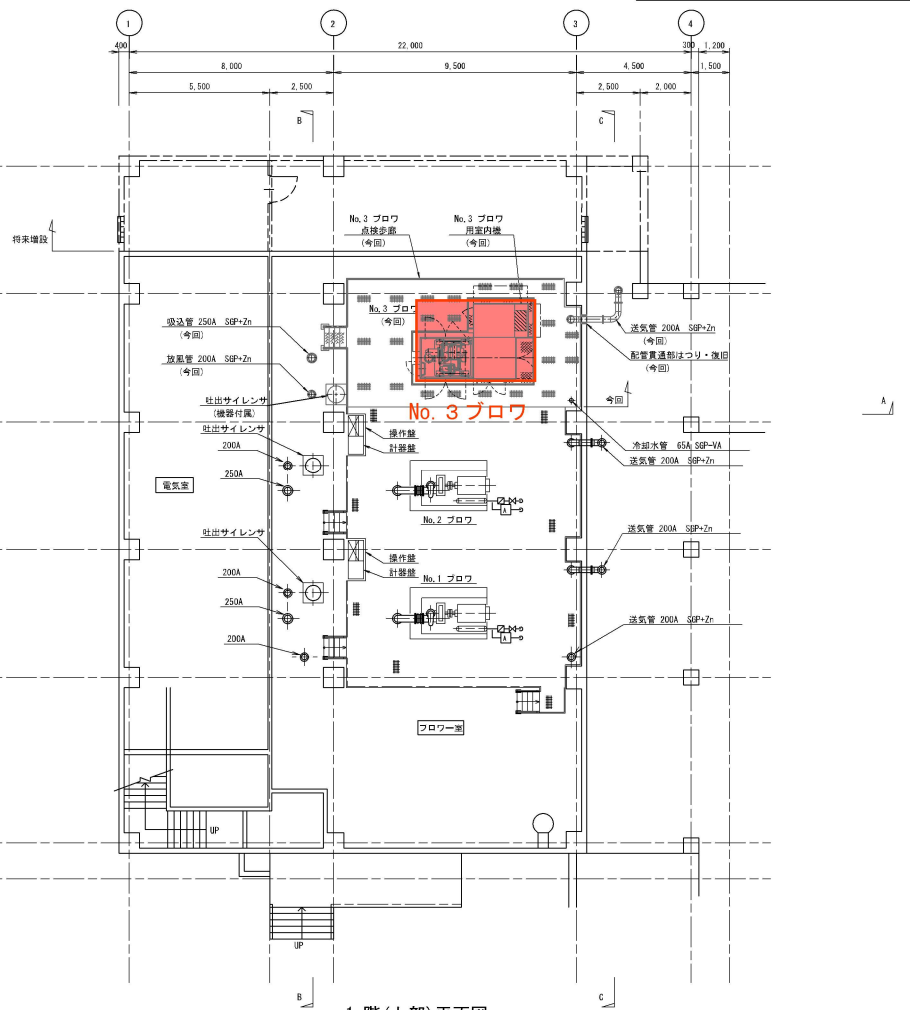 1
2
3
4
400
22,000
300
1,200
8,000
9,500
4,500
1,500
5,500
2,500
2,500
2,000
B
C
No.3 ブロワ
点検歩廊
(今回)
No.3 ブロワ
用室内機
(今回)
将来増設
No.3 ブロワ
(今回)
吸込管 250A SGP+Zn
(今回)
送気管 200A SGP+Zn
(今回)
放風管 200A SGP+Zn
(今回)
配管貫通部はつり・復旧
(今回)
吐出サイレンサ
(機器付属)
No.3ブロワ
今回
A
吐出サイレンサ
操作盤
計器盤
冷却水管 65A SGP-VA
200A
送気管 200A SGP+Zn
250A
電気室
A
No.2 ブロワ
吐出サイレンサ
送気管 200A SGP+Zn
操作盤
計器盤
200A
No.1 ブロワ
250A
送気管 200A SGP+Zn
200A
A
ブロワー室
UP
UP
B
C